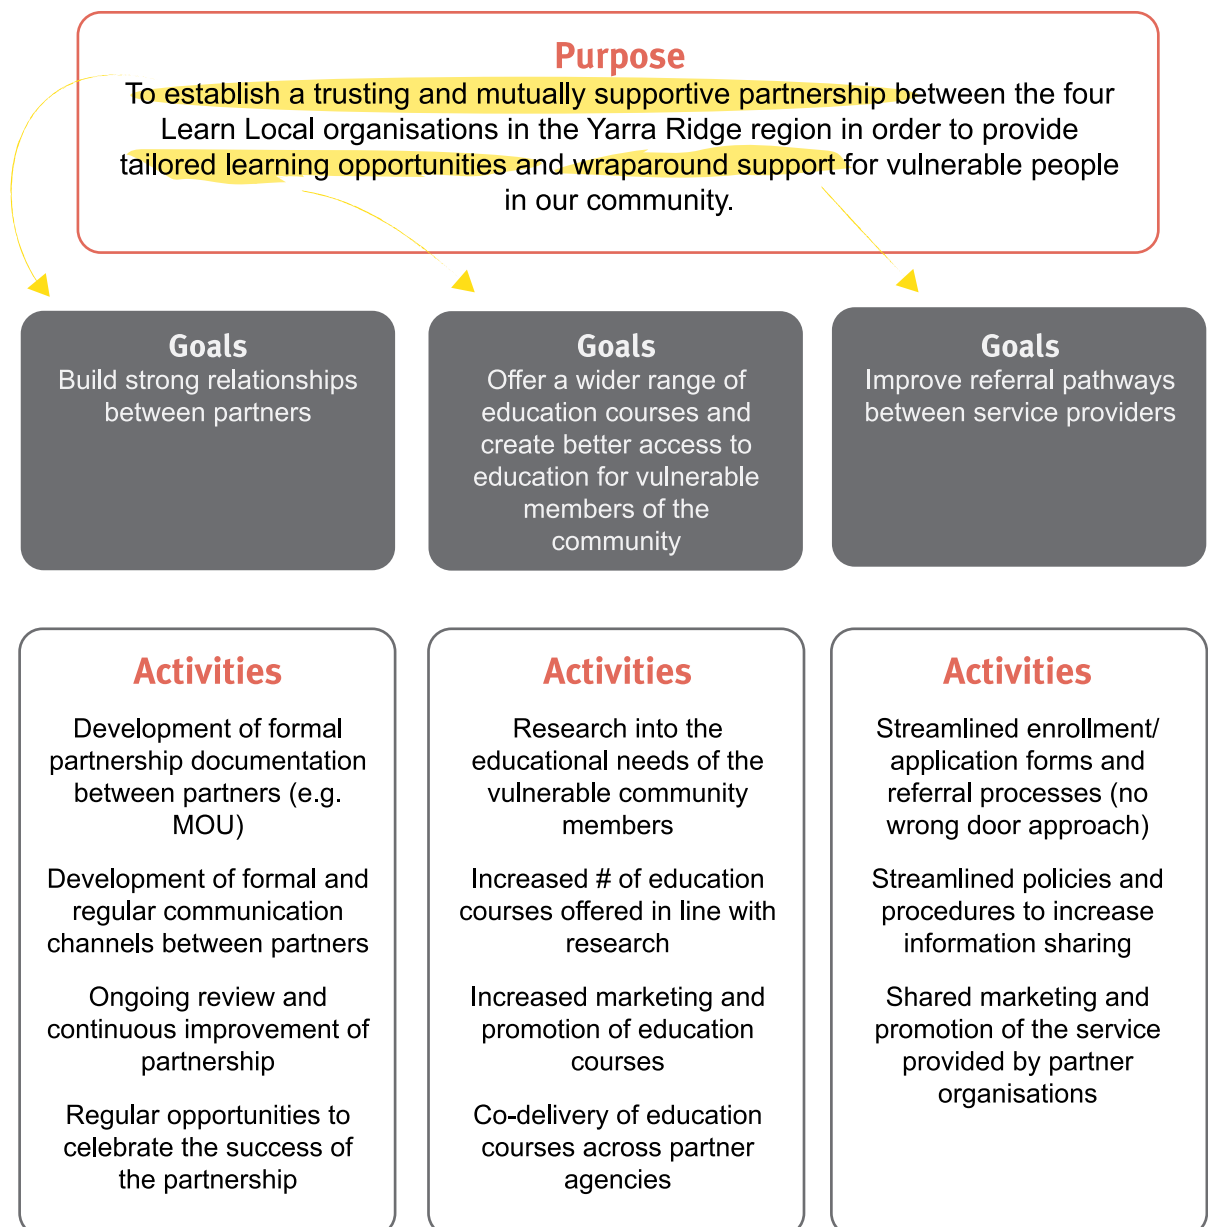 Purpose
To establish a trusting and mutually supportive partnership between the four
Learn Local organisations in the Yarra Ridge region in order to provide
tailored learning opportunities and wraparound support for vulnerable people
in our community.
Goals
Build strong relationships
between partners
Goals
Offer a wider range of
education courses and
create better access to
education for vulnerable
members of the
community
Goals
Improve referral pathways
between service providers
Activities
Development of formal
partnership documentation
between partners (e.g.
MOU)
Development of formal and
regular communication
channels between partners
Ongoing review and
continuous improvement of
partnership
Regular opportunities to
celebrate the success of
the partnership
Activities
Research into the
educational needs of the
vulnerable community
members
Increased # of education
courses offered in line with
research
Increased marketing and
promotion of education
courses
Co-delivery of education
courses across partner
agencies
Activities
Streamlined enrollment/
application forms and
referral processes (no
wrong door approach)
Streamlined policies and
procedures to increase
information sharing
Shared marketing and
promotion of the service
provided by partner
organisations